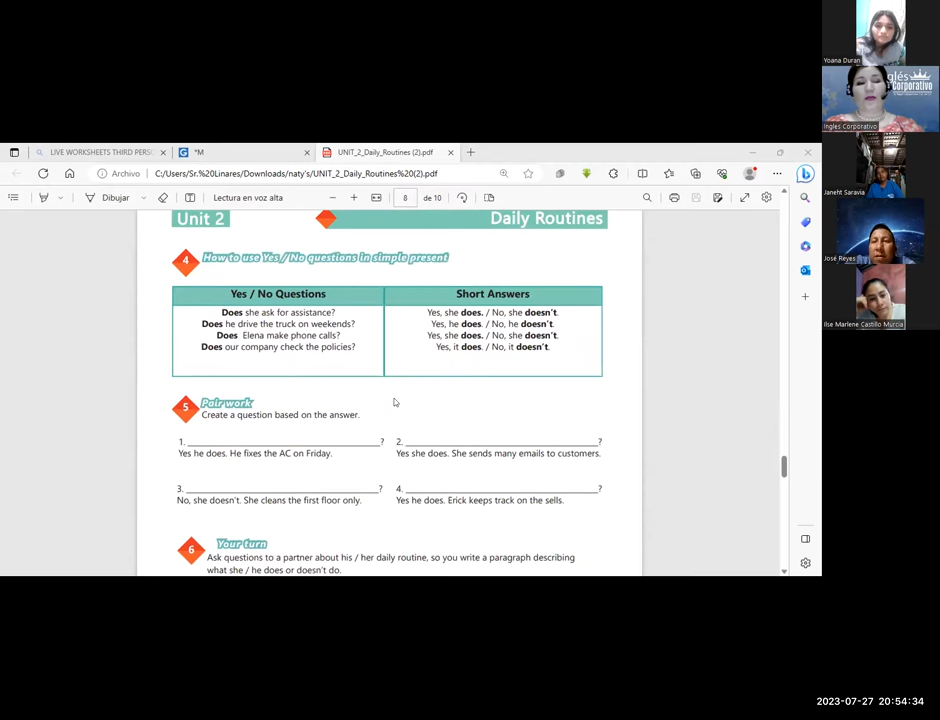 Yoana Duran
Inglés Corporativo
glés
Corporativo
Janeht Saravia
José Reyes
Ilse Marlene Castillo Murcia
LIVE WORKSHEETS THIRD PERS
"M
UNIT_2_Daily_Routines (2).pdf
Archivo
C:/Users/Sr.%20Linares/Downloads/naty's/UNIT_2_Daily_Routines%20(2).pdf
Dibujar
Lectura en voz alta
8
de 10
Unit 2
Daily Routines
4
How to use Yes / No questions in simple present
Yes / No Questions
Short Answers
Does she ask for assistance?
Yes, she does. / No, she doesn't.
Does he drive the truck on weekends?
Yes, he does. / No, he doesn't.
Does Elena make phone calls?
Yes, she does. / No, she doesn't.
Does our company check the policies?
Yes, it does. / No, it doesn't.
5
Pair work
Create a question based on the answer.
1. ______________________________?
2. ______________________________?
Yes he does. He fixes the AC on Friday.
Yes she does. She sends many emails to customers.
3. ______________________________?
4. ______________________________?
No, she doesn't. She cleans the first floor only.
Yes he does. Erick keeps track on the sells.
6
Your turn
Ask questions to a partner about his / her daily routine, so you write a paragraph describing
what she / he does or doesn't do.
2023-07-27 20:54:34